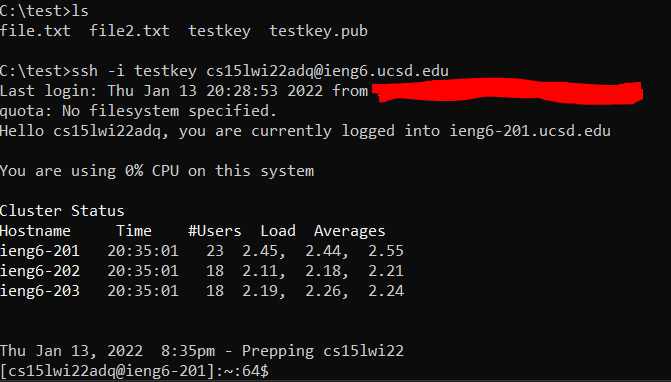 C:\test>ls
file.txt  file2.txt  testkey  testkey.pub
C:\test>ssh -i testkey cs15lwi22adq@ieng6.ucsd.edu
Last login: Thu Jan 13 20:28:53 2022 from
quota: No filesystem specified.
Hello cs15lwi22adq, you are currently logged into ieng6-201.ucsd.edu
You are using 0% CPU on this system
Cluster Status
Hostname     Time    #Users  Load  Averages
ieng6-201   20:35:01   23  2.45,  2.44,  2.55
ieng6-202   20:35:01   18  2.11,  2.18,  2.21
ieng6-203   20:35:01   18  2.19,  2.26,  2.24
Thu Jan 13, 2022  8:35pm - Prepping cs15lwi22
[cs15lwi22adq@ieng6-201]:~:64$